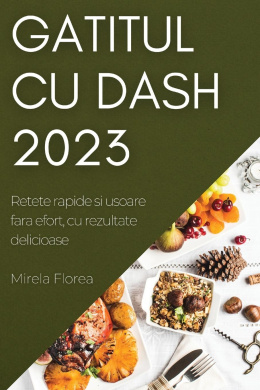 GATITUL
CU DASH
2023
Retete rapide si usoare
fara efort, cu rezultate
delicioase
Mirela Florea